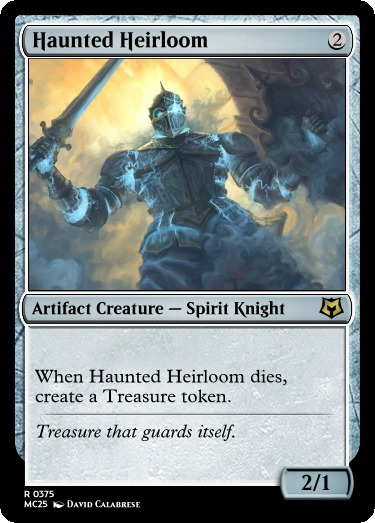 Haunted Heirloom 2
Artifact Creature — Spirit Knight
When Haunted Heirloom dies,
create a Treasure token.
Treasure that guards itself.
2/1
R 0375
MC25 David Calabrese